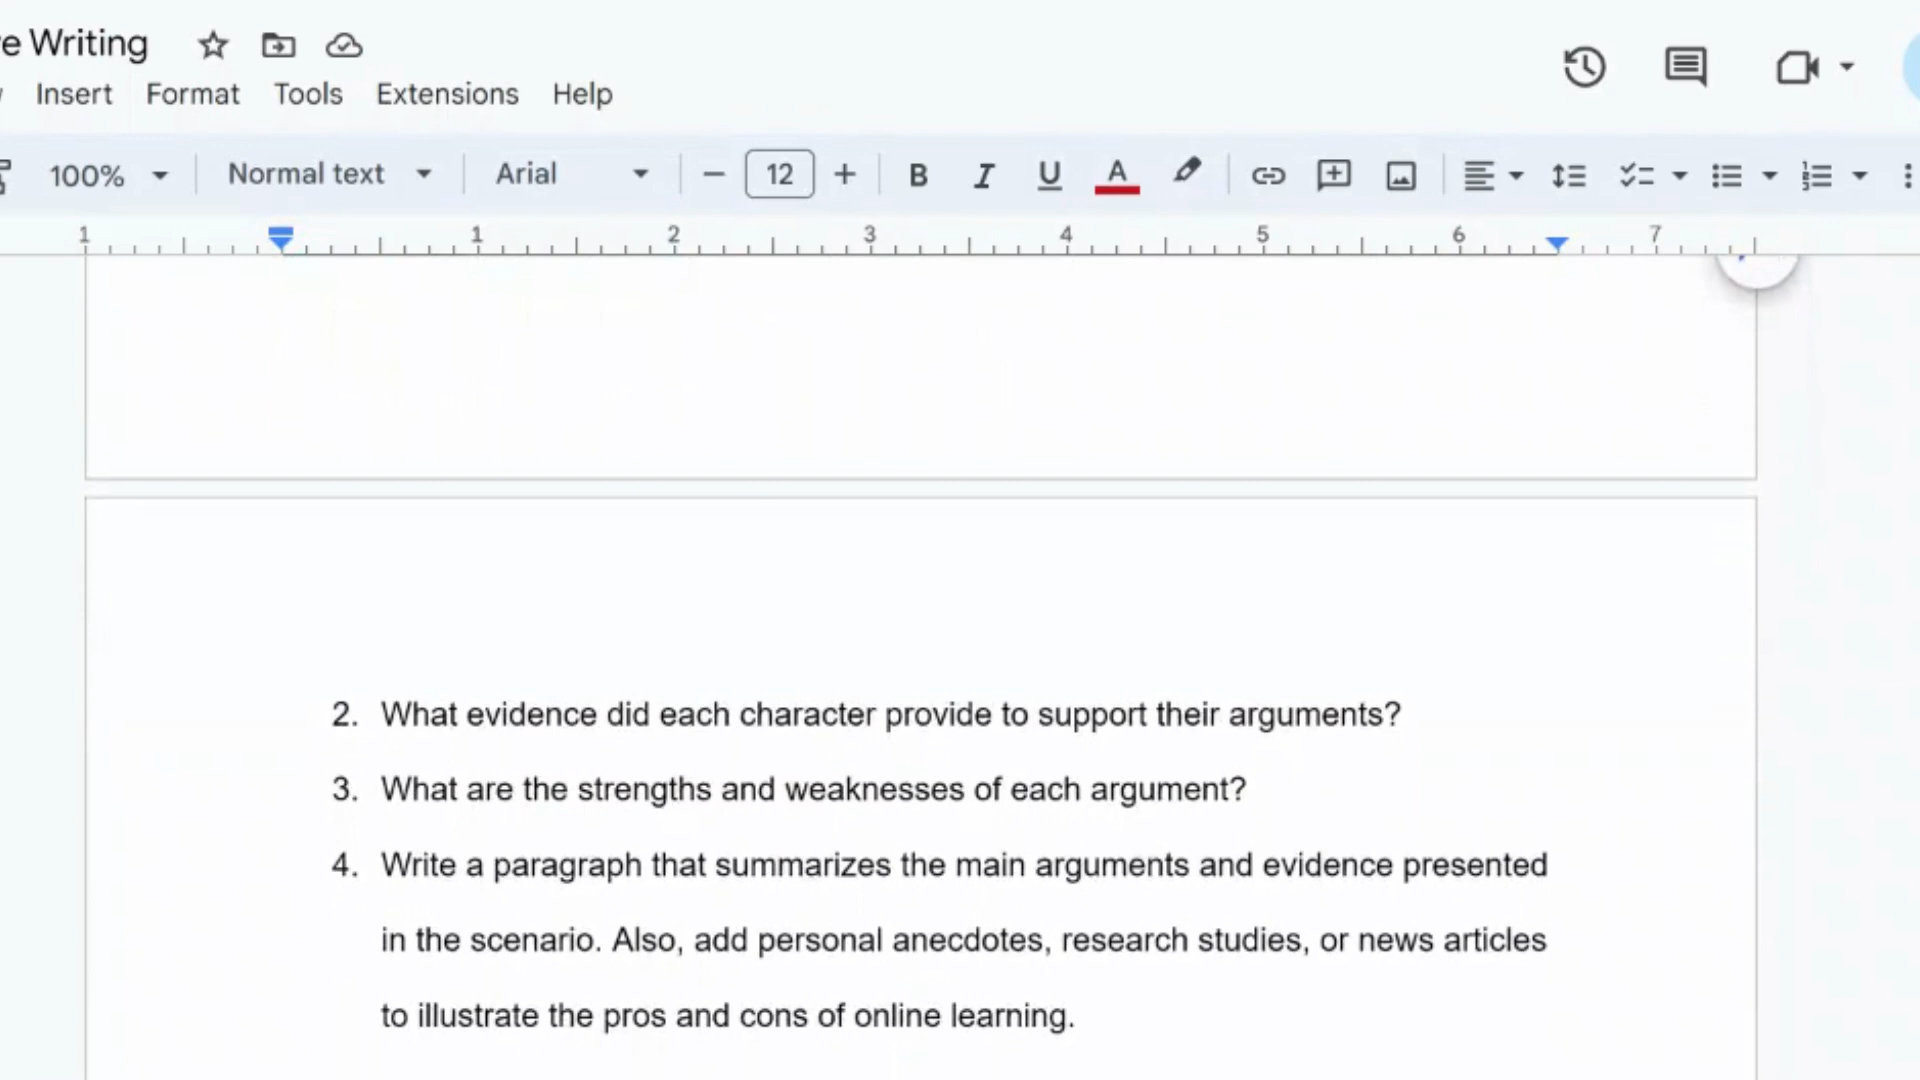 e Writing
Insert Format Tools Extensions Help
100% Normal text Arial 12 B I U A
1 1 2 3 4 5 6 7
2. What evidence did each character provide to support their arguments?
3. What are the strengths and weaknesses of each argument?
4. Write a paragraph that summarizes the main arguments and evidence presented
in the scenario. Also, add personal anecdotes, research studies, or news articles
to illustrate the pros and cons of online learning.